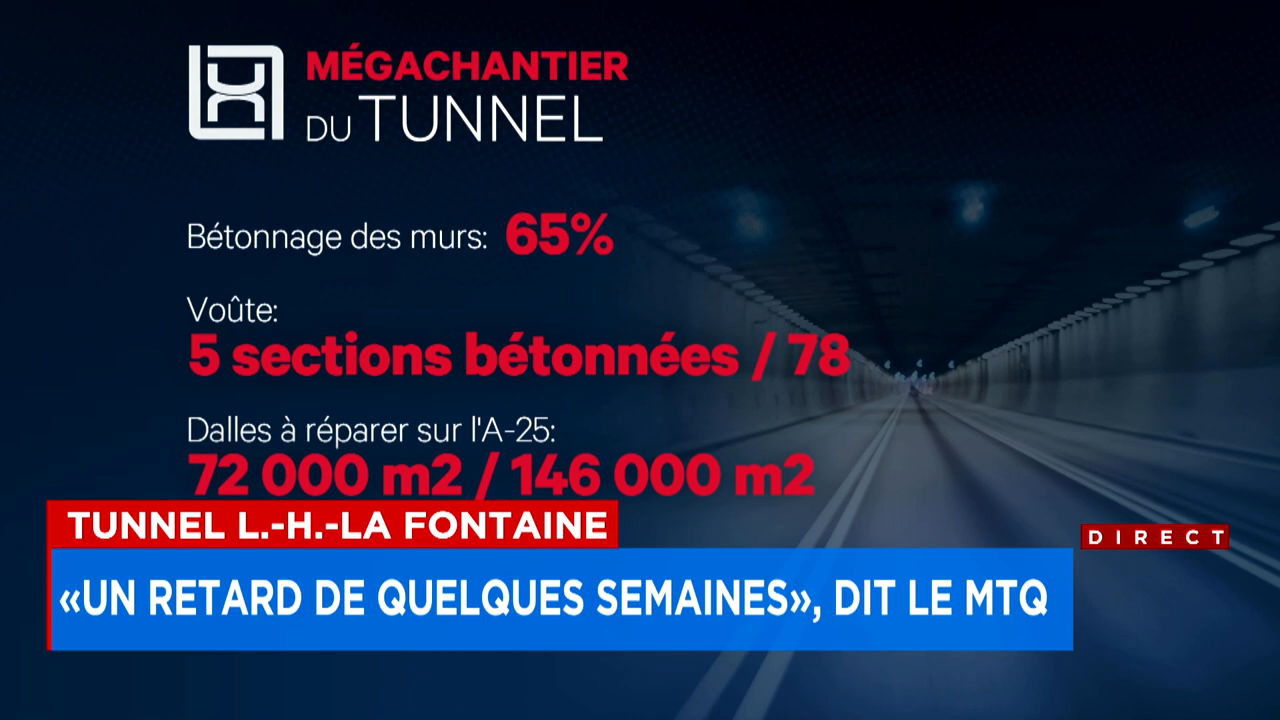 MÉGACHANTIER
DU TUNNEL
Bétonnage des murs: 65%
Voûte:
5 sections bétonnées / 78
Dalles à réparer sur l'A-25:
72 000 m2 / 146 000 m2
TUNNEL L.-H.-LA FONTAINE
DIRECT
«UN RETARD DE QUELQUES SEMAINES», DIT LE MTQ